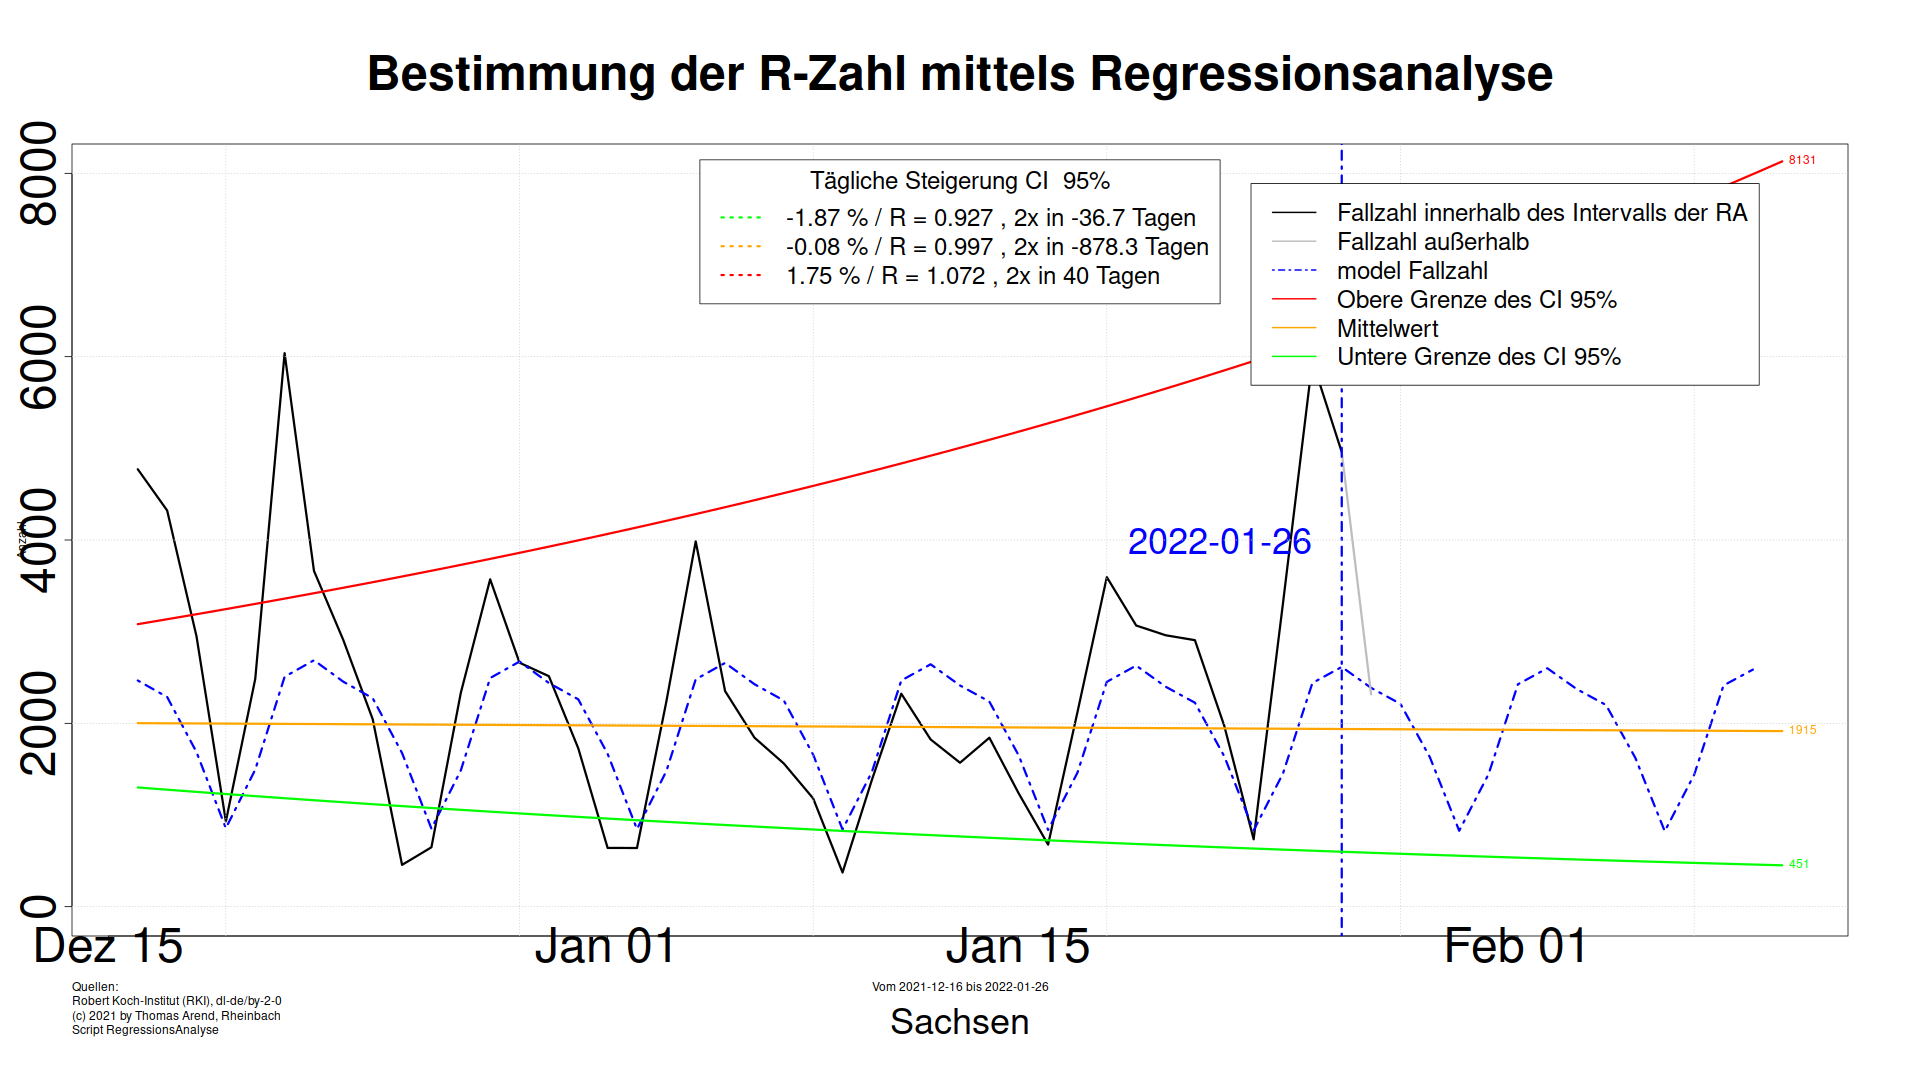 Bestimmung der R-Zahl mittels Regressionsanalyse
8000
6000
4000
2000
0
Anzahl
Tägliche Steigerung CI  95%
-1.87 % / R = 0.927 , 2x in -36.7 Tagen
-0.08 % / R = 0.997 , 2x in -878.3 Tagen
1.75 % / R = 1.072 , 2x in 40 Tagen
Fallzahl innerhalb des Intervalls der RA
Fallzahl außerhalb
model Fallzahl
Obere Grenze des CI 95%
Mittelwert
Untere Grenze des CI 95%
8131
2022-01-26
1915
451
Dez 15
Jan 01
Jan 15
Feb 01
Quellen:
Robert Koch-Institut (RKI), dl-de/by-2-0
(c) 2021 by Thomas Arend, Rheinbach
Script RegressionsAnalyse
Vom 2021-12-16 bis 2022-01-26
Sachsen